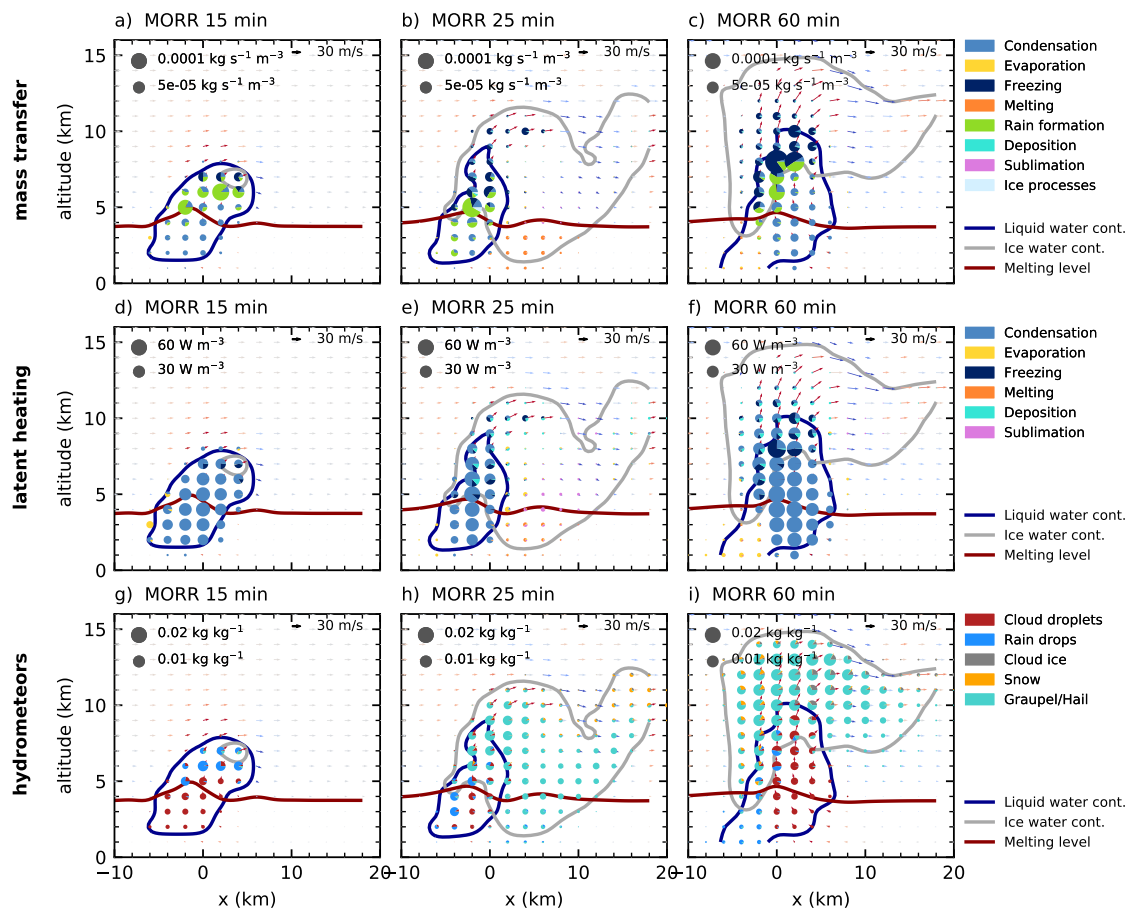 a) MORR 15 min
b) MORR 25 min
c) MORR 60 min
mass transfer
altitude (km)
15
10
5
0
0.0001 kg s⁻¹ m⁻³
5e-05 kg s⁻¹ m⁻³
30 m/s
0.0001 kg s⁻¹ m⁻³
5e-05 kg s⁻¹ m⁻³
30 m/s
0.0001 kg s⁻¹ m⁻³
5e-05 kg s⁻¹ m⁻³
30 m/s
Condensation
Evaporation
Freezing
Melting
Rain formation
Deposition
Sublimation
Ice processes
Liquid water cont.
Ice water cont.
Melting level
d) MORR 15 min
e) MORR 25 min
f) MORR 60 min
latent heating
altitude (km)
15
10
5
0
60 W m⁻³
30 W m⁻³
30 m/s
60 W m⁻³
30 W m⁻³
30 m/s
60 W m⁻³
30 W m⁻³
30 m/s
Condensation
Evaporation
Freezing
Melting
Deposition
Sublimation
Liquid water cont.
Ice water cont.
Melting level
g) MORR 15 min
h) MORR 25 min
i) MORR 60 min
hydrometeors
altitude (km)
15
10
5
0
0.02 kg kg⁻¹
0.01 kg kg⁻¹
30 m/s
0.02 kg kg⁻¹
0.01 kg kg⁻¹
30 m/s
0.02 kg kg⁻¹
0.01 kg kg⁻¹
30 m/s
Cloud droplets
Rain drops
Cloud ice
Snow
Graupel/Hail
Liquid water cont.
Ice water cont.
Melting level
−10 0 10 20
−10 0 10 20
−10 0 10 20
x (km)
x (km)
x (km)